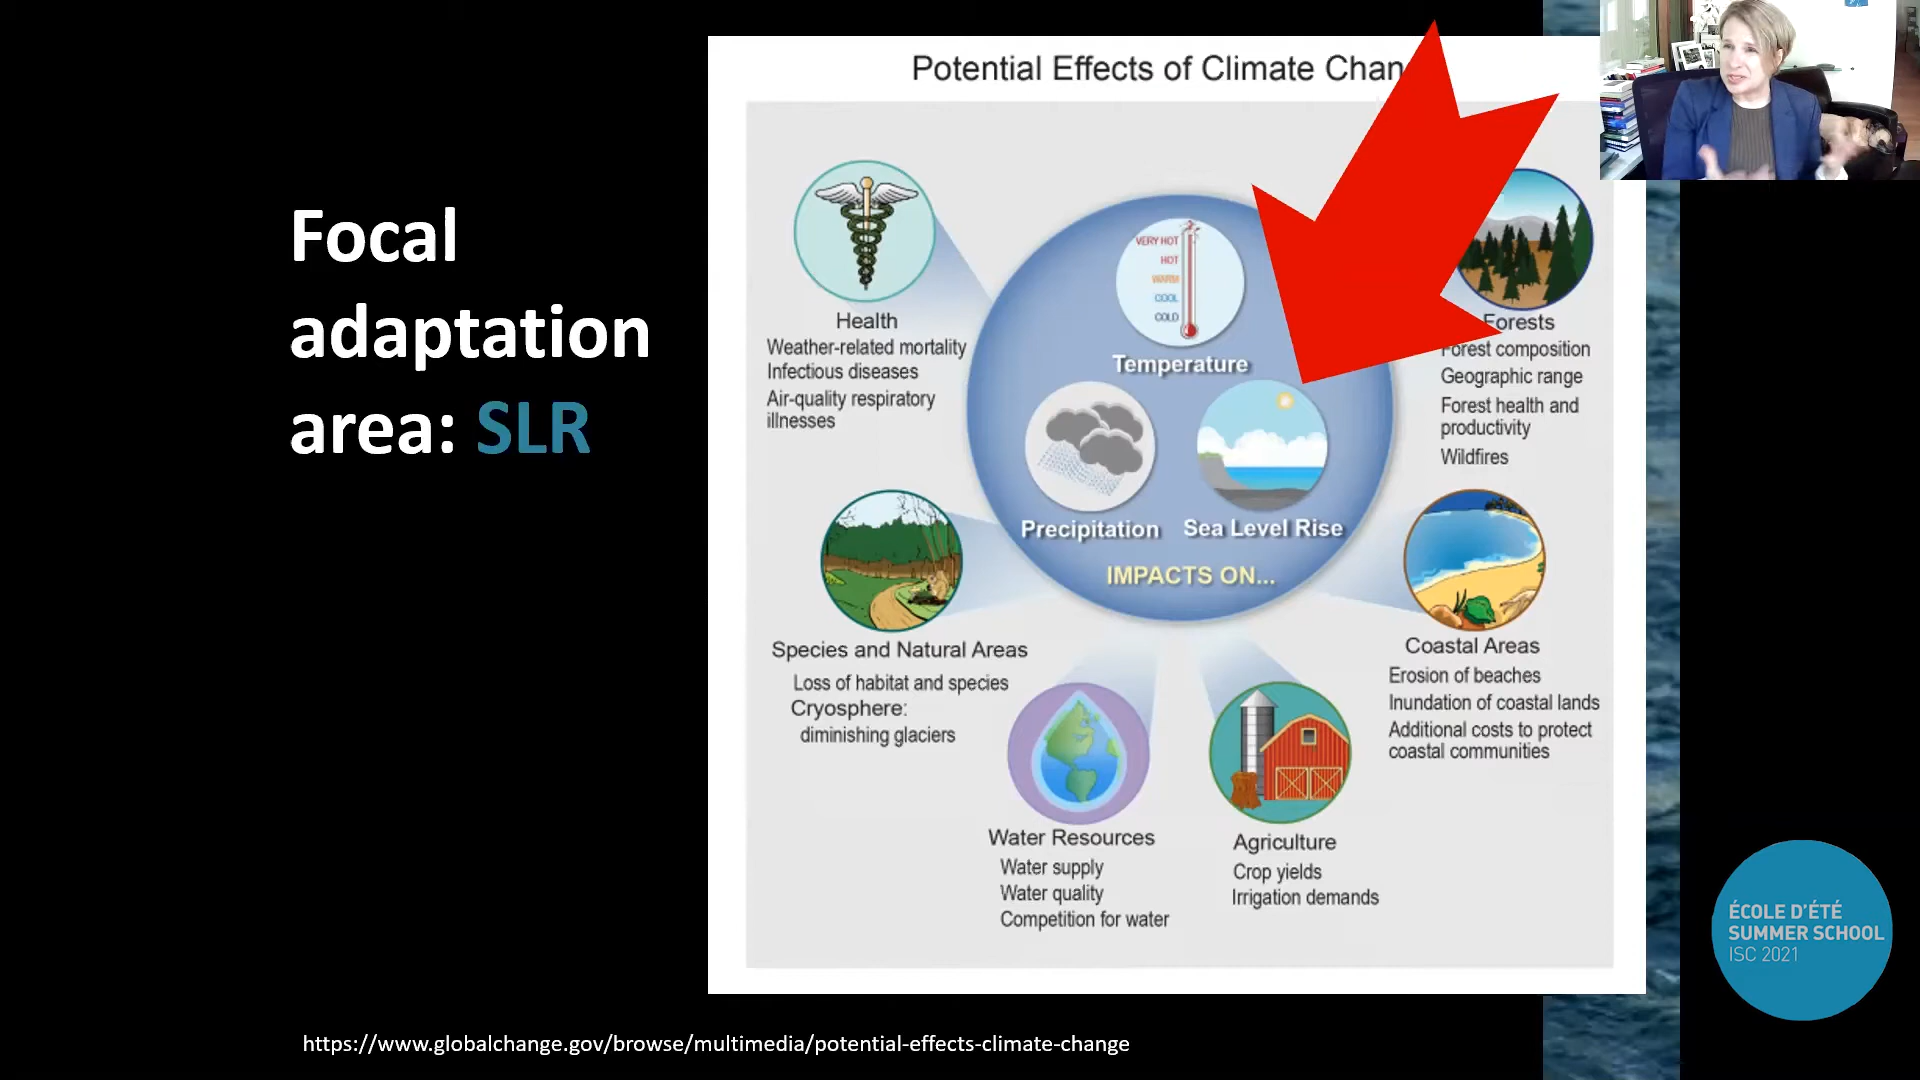 Focal
adaptation
area: SLR
Potential Effects of Climate Chan
VERY HOT
HOT
WARM
COOL
COLD
Temperature
Precipitation
Sea Level Rise
IMPACTS ON...
Health
Weather-related mortality
Infectious diseases
Air-quality respiratory
illnesses
Forests
Forest composition
Geographic range
Forest health and
productivity
Wildfires
Species and Natural Areas
Loss of habitat and species
Cryosphere:
diminishing glaciers
Coastal Areas
Erosion of beaches
Inundation of coastal lands
Additional costs to protect
coastal communities
Water Resources
Water supply
Water quality
Competition for water
Agriculture
Crop yields
Irrigation demands
ÉCOLE D'ÉTÉ
SUMMER SCHOOL
ISC 2021
https://www.globalchange.gov/browse/multimedia/potential-effects-climate-change